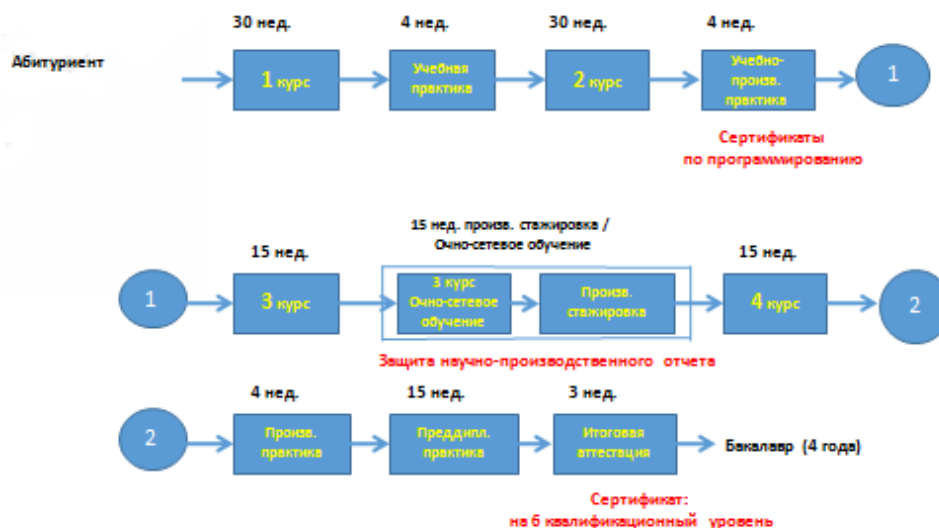 30 нед.
4 нед.
30 нед.
4 нед.
Абитуриент
1 курс
Учебная
практика
2 курс
Учебно-
произв.
практика
1
Сертификаты
по программированию
15 нед. произв. стажировка /
Очно-сетевое обучение
15 нед.
15 нед.
1
3 курс
3 курс
Очно-сетевое
обучение
Произв.
стажировка
4 курс
2
Защита научно-производственного отчета
4 нед.
15 нед.
3 нед.
2
Произв.
практика
Преддипл.
практика
Итоговая
аттестация
Бакалавр (4 года)
Сертификат:
на 6 квалификационный уровень